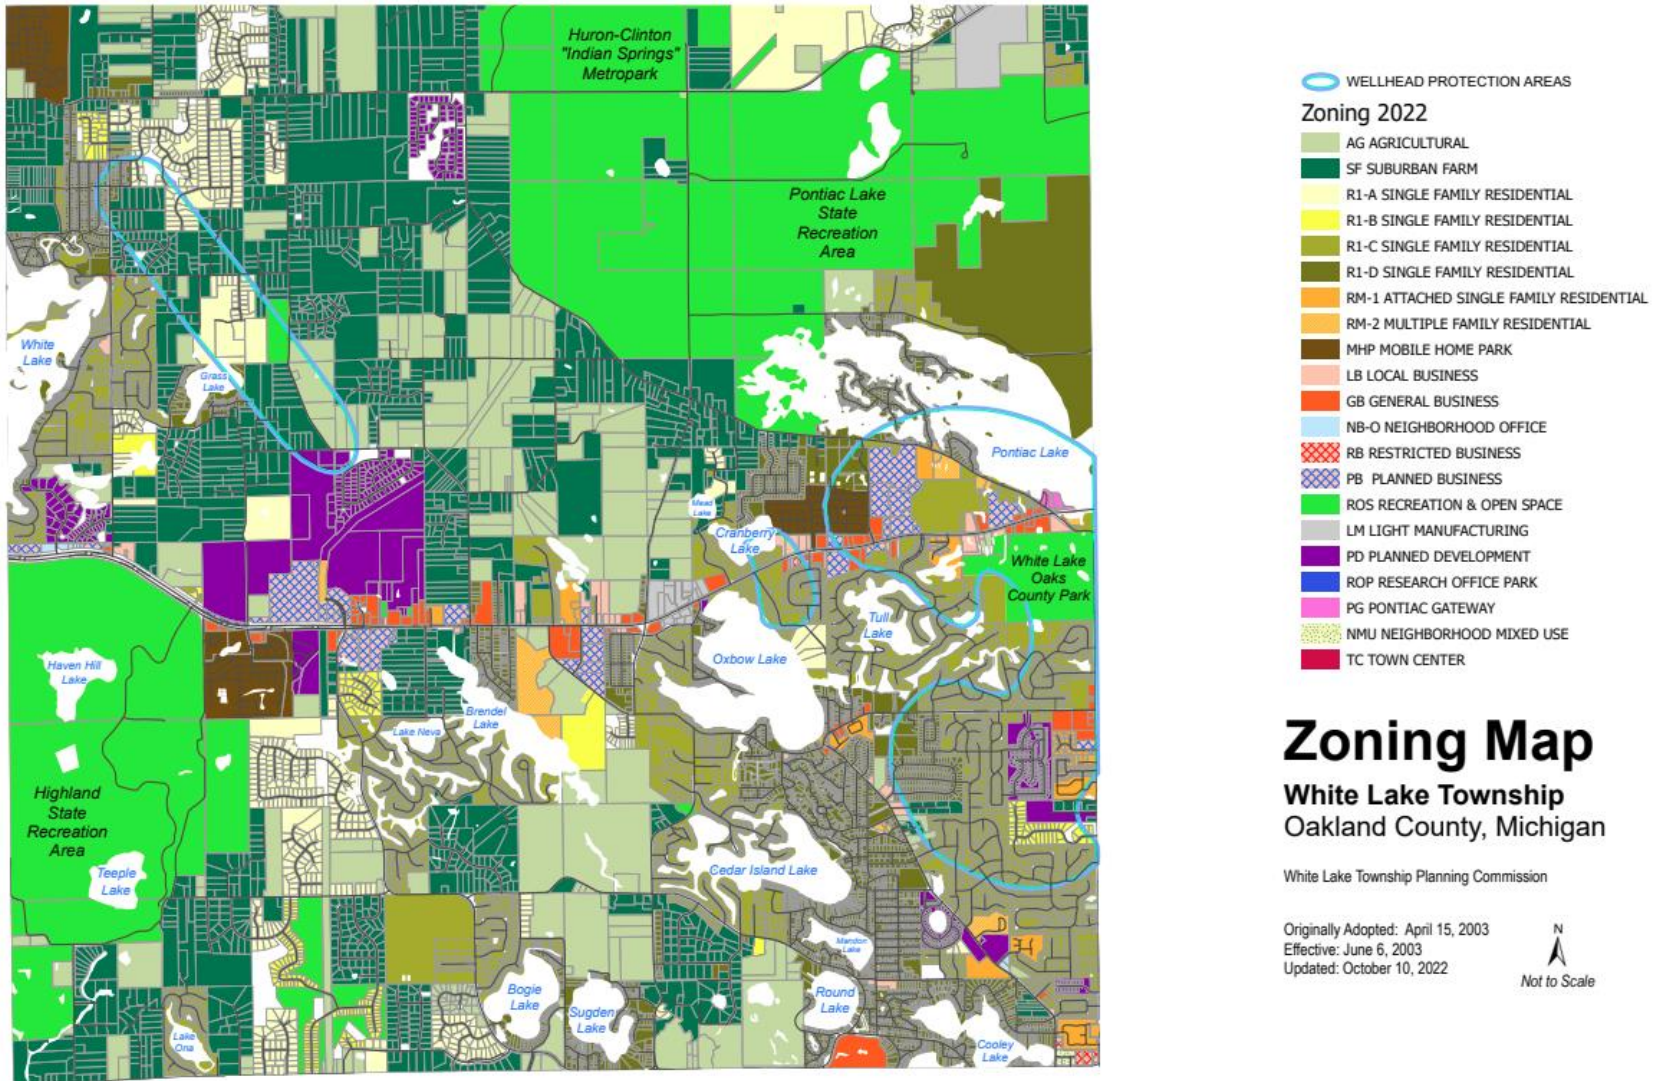 Huron-Clinton
"Indian Springs"
Metropark
Pontiac Lake
State
Recreation
Area
White
Lake
Grass
Lake
Pontiac Lake
Mead
Lake
Cranberry
Lake
White Lake
Oaks
County Park
Tull
Lake
Oxbow Lake
Haven Hill
Lake
Brendel
Lake
Lake Neva
Highland
State
Recreation
Area
Teeple
Lake
Cedar Island Lake
Mandon
Lake
Bogie
Lake
Sugden
Lake
Round
Lake
Lake
Ona
Cooley
Lake
WELLHEAD PROTECTION AREAS
Zoning 2022
AG AGRICULTURAL
SF SUBURBAN FARM
R1-A SINGLE FAMILY RESIDENTIAL
R1-B SINGLE FAMILY RESIDENTIAL
R1-C SINGLE FAMILY RESIDENTIAL
R1-D SINGLE FAMILY RESIDENTIAL
RM-1 ATTACHED SINGLE FAMILY RESIDENTIAL
RM-2 MULTIPLE FAMILY RESIDENTIAL
MHP MOBILE HOME PARK
LB LOCAL BUSINESS
GB GENERAL BUSINESS
NB-O NEIGHBORHOOD OFFICE
RB RESTRICTED BUSINESS
PB PLANNED BUSINESS
ROS RECREATION & OPEN SPACE
LM LIGHT MANUFACTURING
PD PLANNED DEVELOPMENT
ROP RESEARCH OFFICE PARK
PG PONTIAC GATEWAY
NMU NEIGHBORHOOD MIXED USE
TC TOWN CENTER
Zoning Map
White Lake Township
Oakland County, Michigan
White Lake Township Planning Commission
Originally Adopted: April 15, 2003
Effective: June 6, 2003
Updated: October 10, 2022
N
Not to Scale